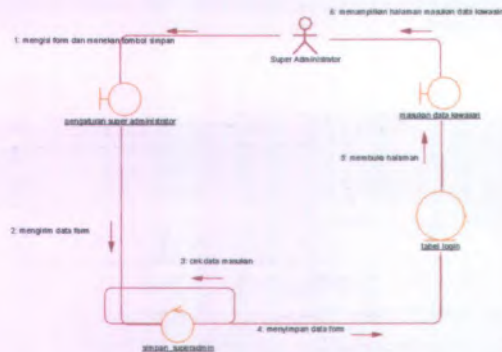 6: menampilkan halaman masukan data kawasan
1: mengisi form dan menekan tombol simpan
Super Administrator
pengaturan super administrator
masukan data kawasan
5: membuka halaman
tabel login
2: mengirim data form
3: cek data masukan
4: menyimpan data form
simpan_superadmin